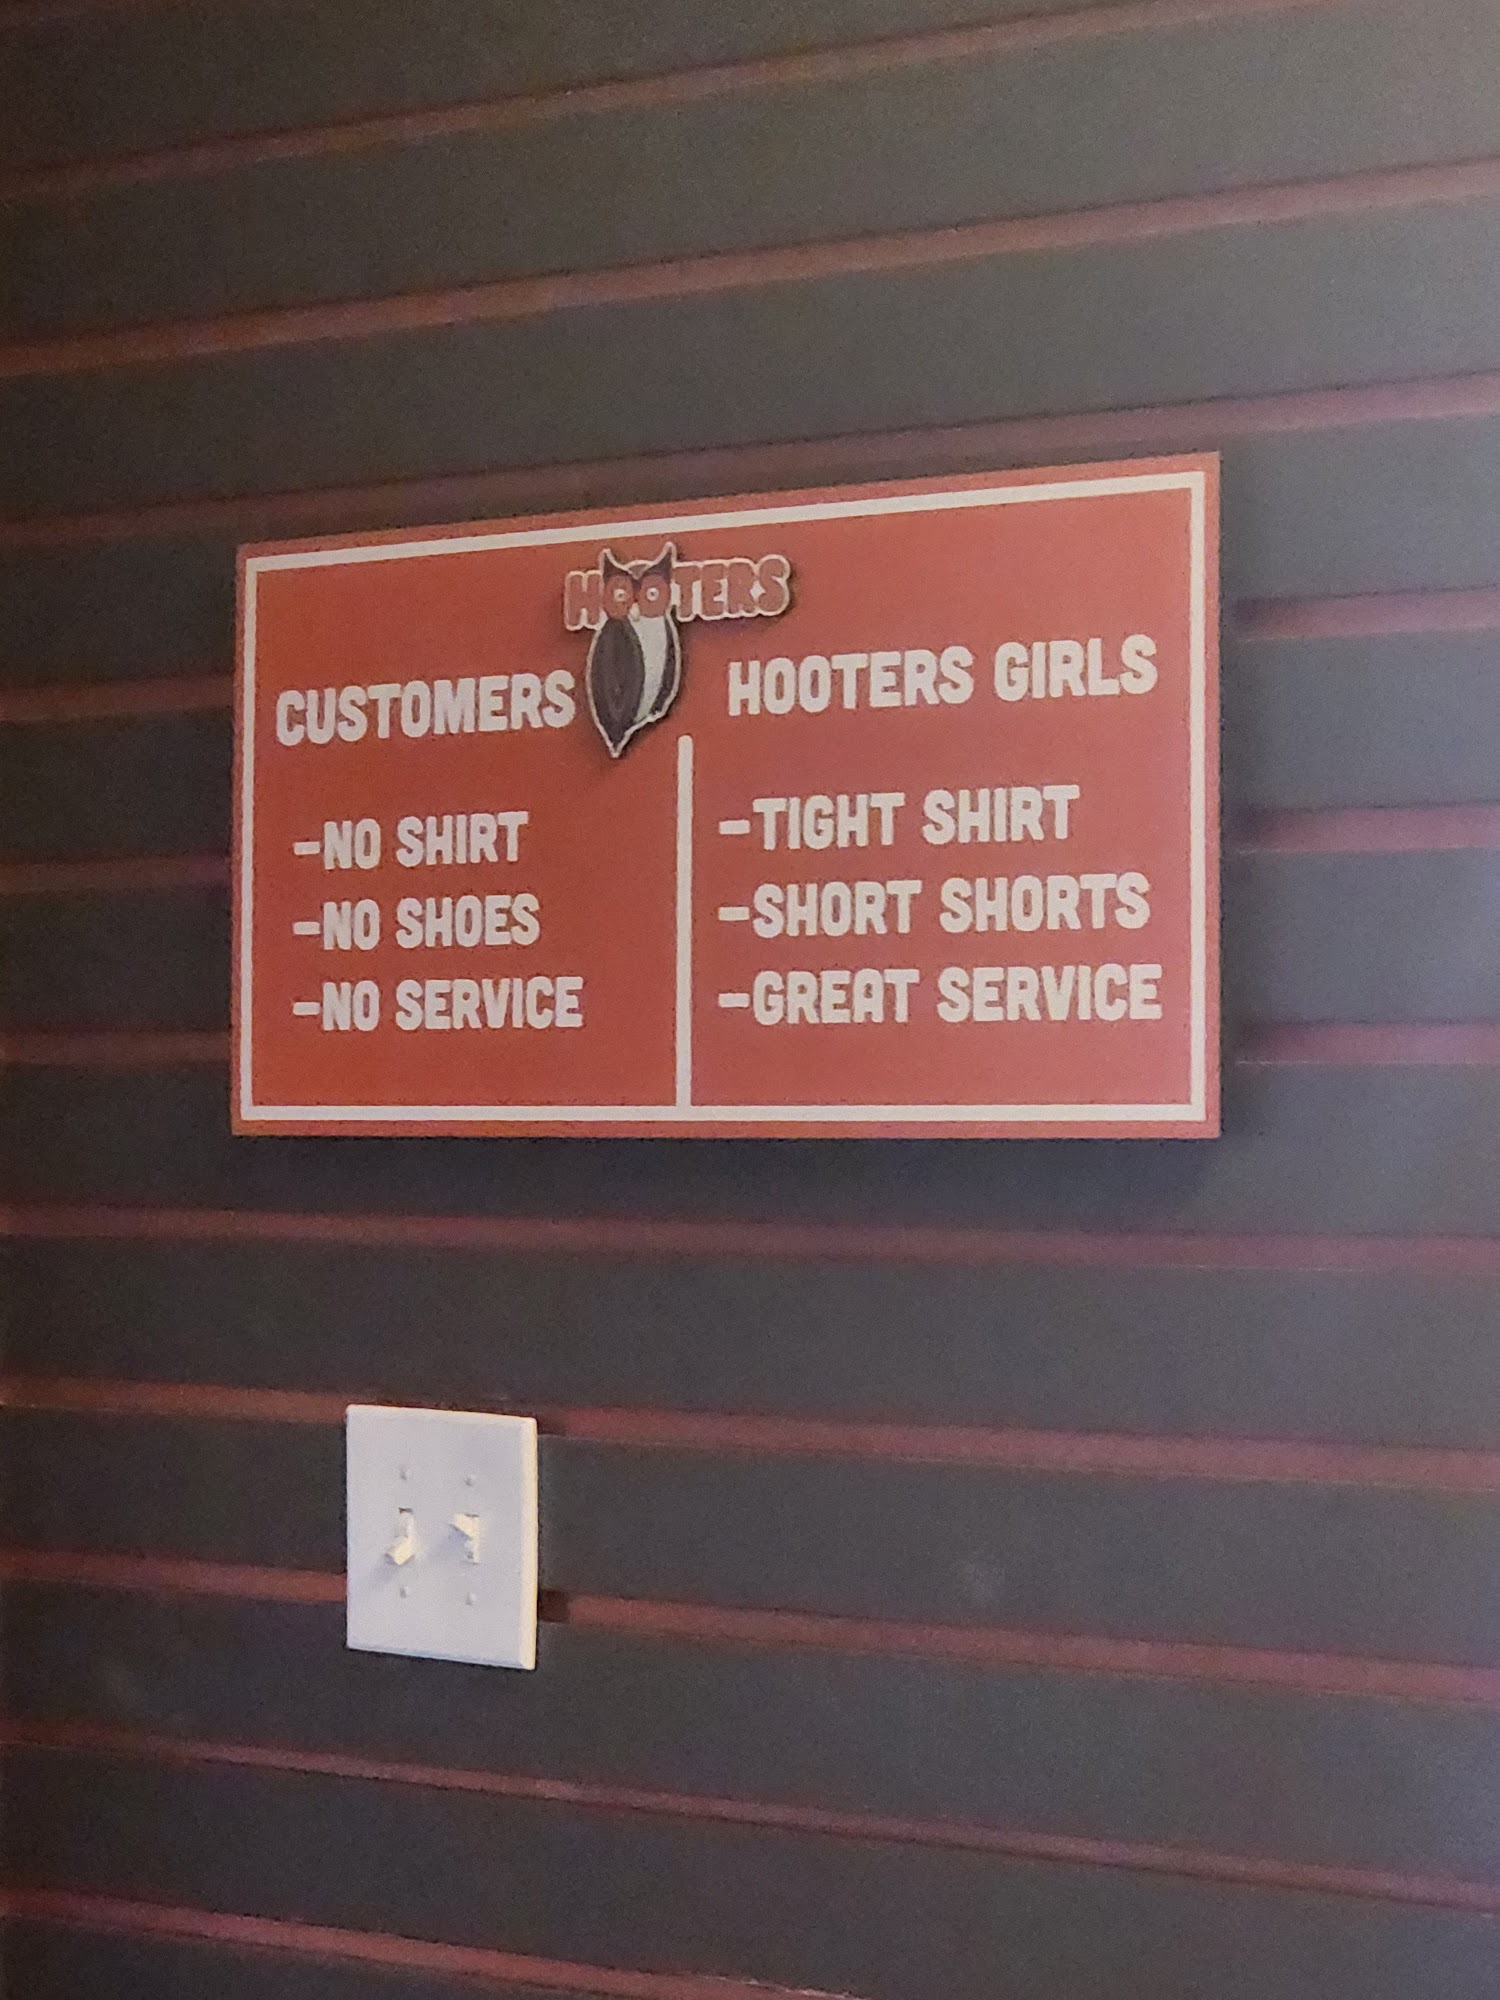 HOOTERS
CUSTOMERS
-NO SHIRT
-NO SHOES
-NO SERVICE
HOOTERS GIRLS
-TIGHT SHIRT
-SHORT SHORTS
-GREAT SERVICE